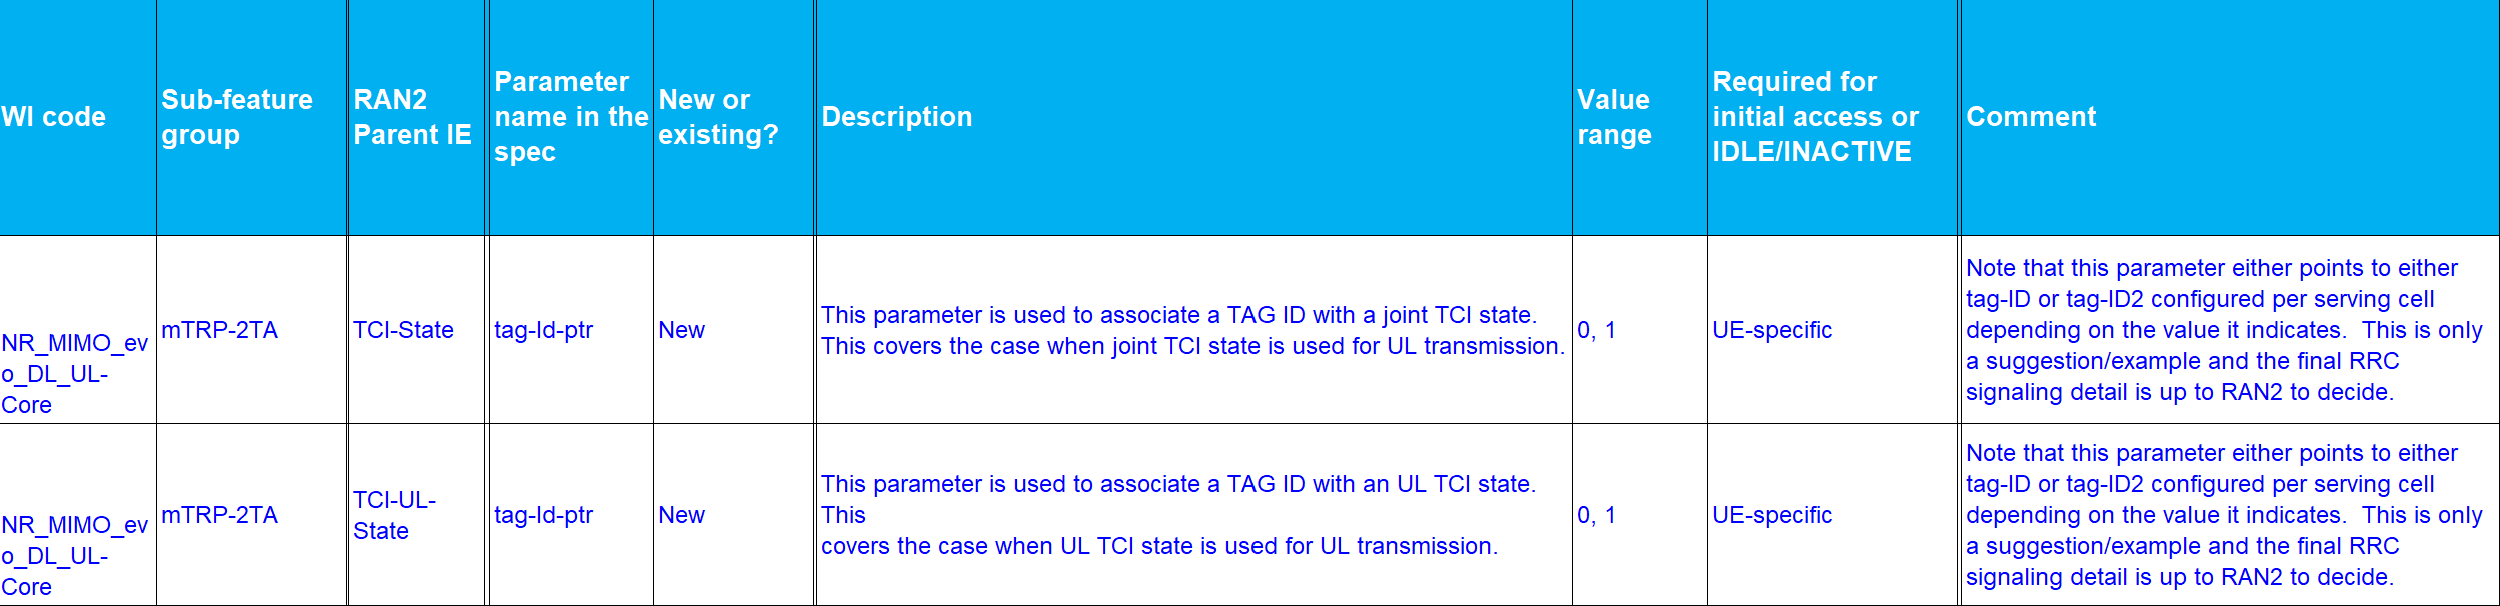 WI code
Sub-feature
group
RAN2
Parent IE
Parameter
name in the
spec
New or
existing?
Description
Value
range
Required for
initial access or
IDLE/INACTIVE
Comment
NR_MIMO_ev
o_DL_UL-
Core
mTRP-2TA
TCI-State
tag-Id-ptr
New
This parameter is used to associate a TAG ID with a joint TCI state.
This covers the case when joint TCI state is used for UL transmission.
0, 1
UE-specific
Note that this parameter either points to either
tag-ID or tag-ID2 configured per serving cell
depending on the value it indicates.  This is only
a suggestion/example and the final RRC
signaling detail is up to RAN2 to decide.
NR_MIMO_ev
o_DL_UL-
Core
mTRP-2TA
TCI-UL-
State
tag-Id-ptr
New
This parameter is used to associate a TAG ID with an UL TCI state.
This
covers the case when UL TCI state is used for UL transmission.
0, 1
UE-specific
Note that this parameter either points to either
tag-ID or tag-ID2 configured per serving cell
depending on the value it indicates.  This is only
a suggestion/example and the final RRC
signaling detail is up to RAN2 to decide.